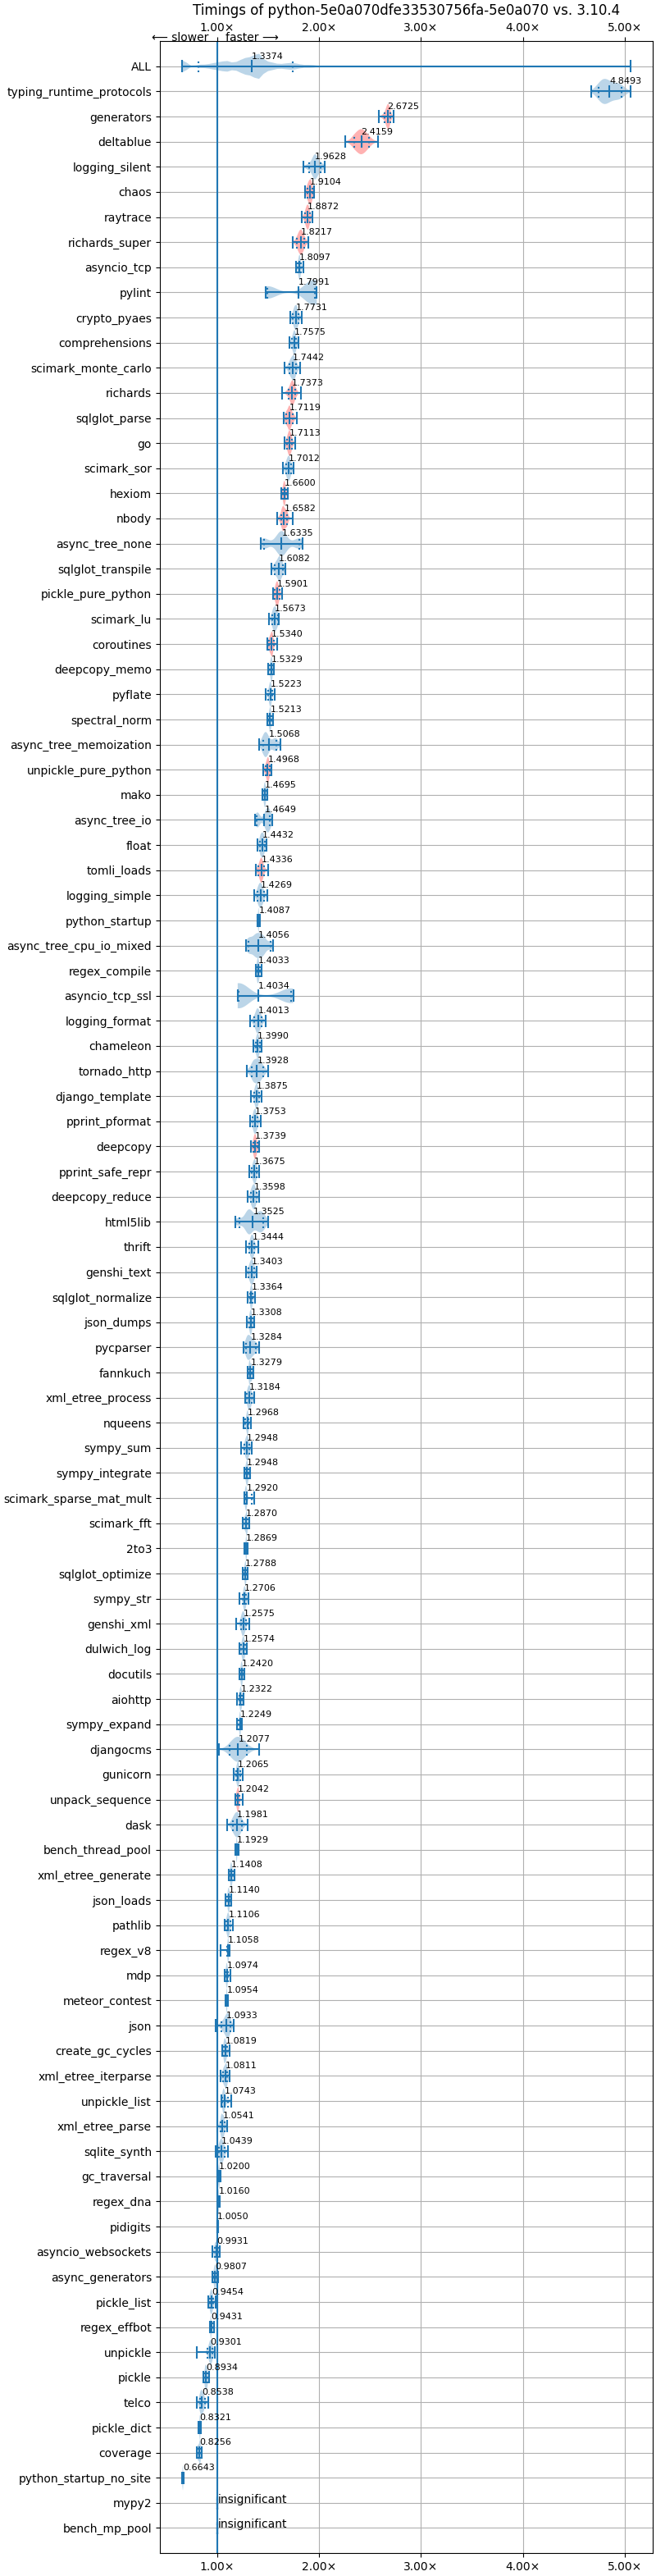 Timings of python-5e0a070dfe33530756fa-5e0a070 vs. 3.10.4
⟵ slower faster ⟶
1.00× 2.00× 3.00× 4.00× 5.00×
ALL 1.3374
typing_runtime_protocols 4.8493
generators 2.6725
deltablue 2.4159
logging_silent 1.9628
chaos 1.9104
raytrace 1.8872
richards_super 1.8217
asyncio_tcp 1.8097
pylint 1.7991
crypto_pyaes 1.7731
comprehensions 1.7575
scimark_monte_carlo 1.7442
richards 1.7373
sqlglot_parse 1.7119
go 1.7113
scimark_sor 1.7012
hexiom 1.6600
nbody 1.6582
async_tree_none 1.6335
sqlglot_transpile 1.6082
pickle_pure_python 1.5901
scimark_lu 1.5673
coroutines 1.5340
deepcopy_memo 1.5329
pyflate 1.5223
spectral_norm 1.5213
async_tree_memoization 1.5068
unpickle_pure_python 1.4968
mako 1.4695
async_tree_io 1.4649
float 1.4432
tomli_loads 1.4336
logging_simple 1.4269
python_startup 1.4087
async_tree_cpu_io_mixed 1.4056
regex_compile 1.4033
asyncio_tcp_ssl 1.4034
logging_format 1.4013
chameleon 1.3990
tornado_http 1.3928
django_template 1.3875
pprint_pformat 1.3753
deepcopy 1.3739
pprint_safe_repr 1.3675
deepcopy_reduce 1.3598
html5lib 1.3525
thrift 1.3444
genshi_text 1.3403
sqlglot_normalize 1.3364
json_dumps 1.3308
pycparser 1.3284
fannkuch 1.3279
xml_etree_process 1.3184
nqueens 1.2968
sympy_sum 1.2948
sympy_integrate 1.2948
scimark_sparse_mat_mult 1.2920
scimark_fft 1.2870
2to3 1.2869
sqlglot_optimize 1.2788
sympy_str 1.2706
genshi_xml 1.2575
dulwich_log 1.2574
docutils 1.2420
aiohttp 1.2322
sympy_expand 1.2249
djangocms 1.2077
gunicorn 1.2065
unpack_sequence 1.2042
dask 1.1981
bench_thread_pool 1.1929
xml_etree_generate 1.1408
json_loads 1.1140
pathlib 1.1106
regex_v8 1.1058
mdp 1.0974
meteor_contest 1.0954
json 1.0933
create_gc_cycles 1.0819
xml_etree_iterparse 1.0811
unpickle_list 1.0743
xml_etree_parse 1.0541
sqlite_synth 1.0439
gc_traversal 1.0200
regex_dna 1.0160
pidigits 1.0050
asyncio_websockets 0.9931
async_generators 0.9807
pickle_list 0.9454
regex_effbot 0.9431
unpickle 0.9301
pickle 0.8934
telco 0.8538
pickle_dict 0.8321
coverage 0.8256
python_startup_no_site 0.6643
mypy2 insignificant
bench_mp_pool insignificant
1.00× 2.00× 3.00× 4.00× 5.00×